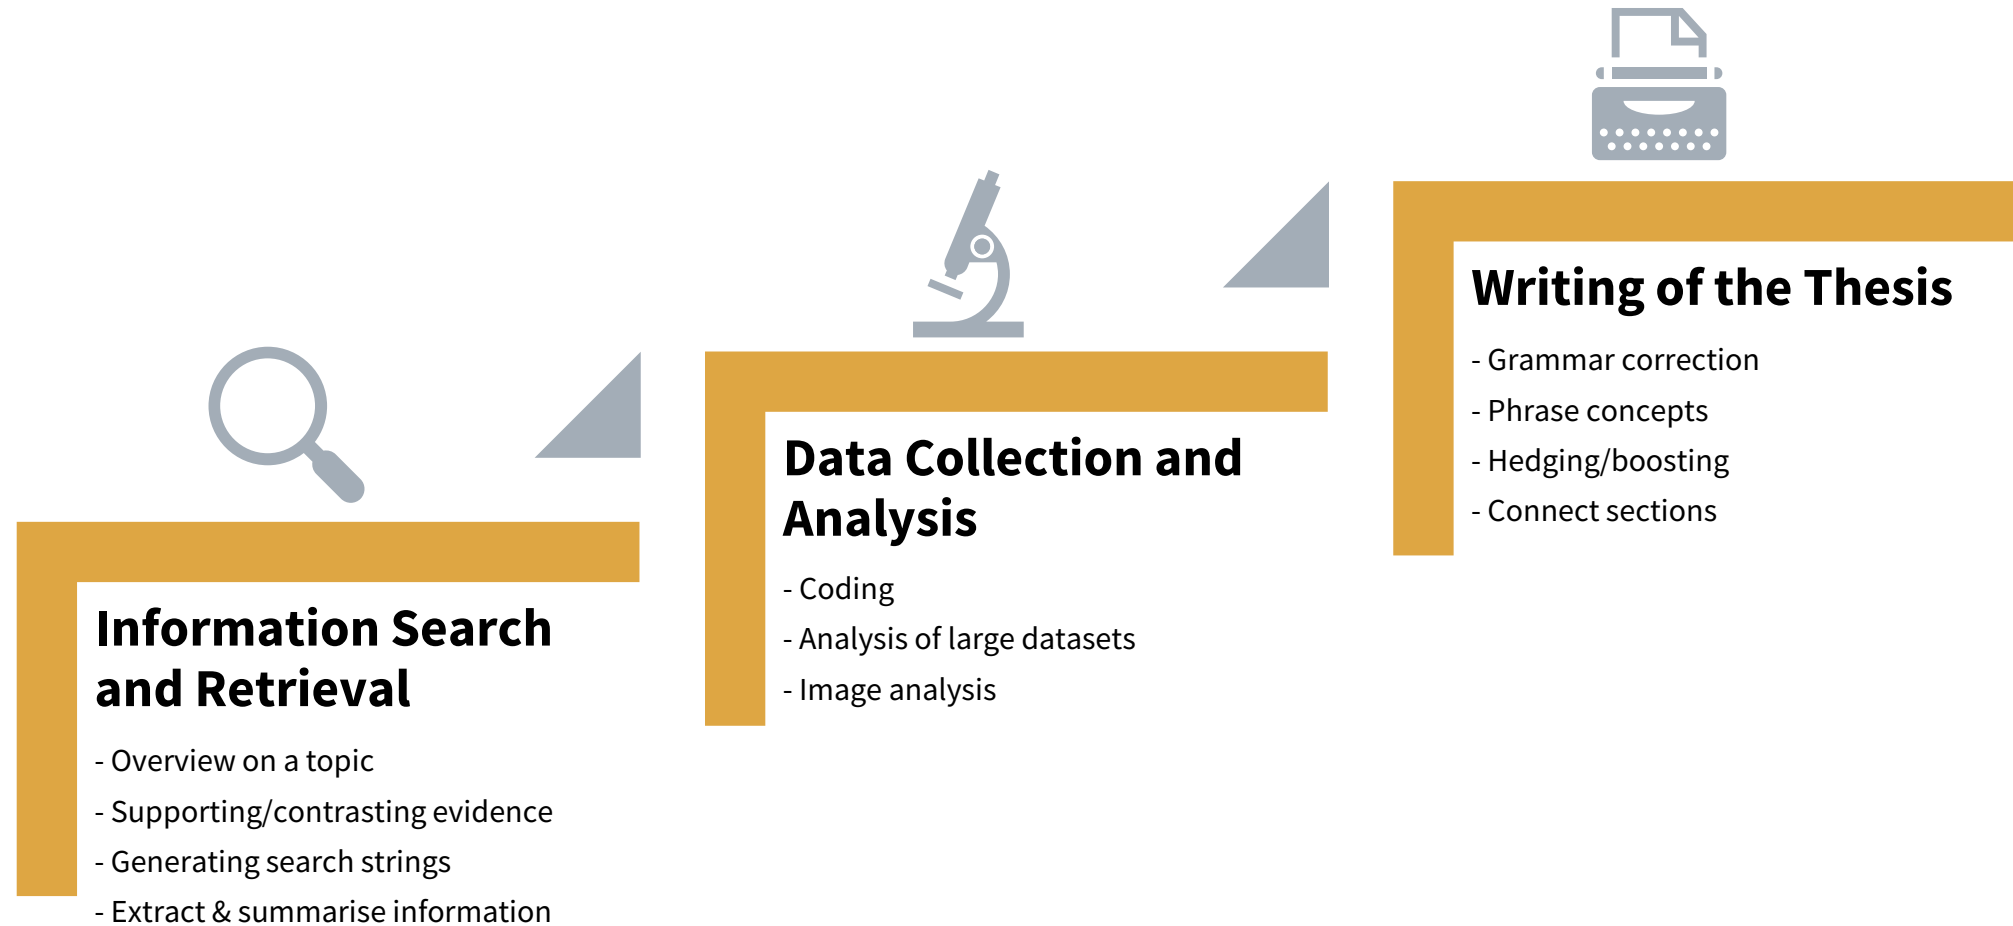 Information Search
and Retrieval
- Overview on a topic
- Supporting/contrasting evidence
- Generating search strings
- Extract & summarise information
Data Collection and
Analysis
- Coding
- Analysis of large datasets
- Image analysis
Writing of the Thesis
- Grammar correction
- Phrase concepts
- Hedging/boosting
- Connect sections